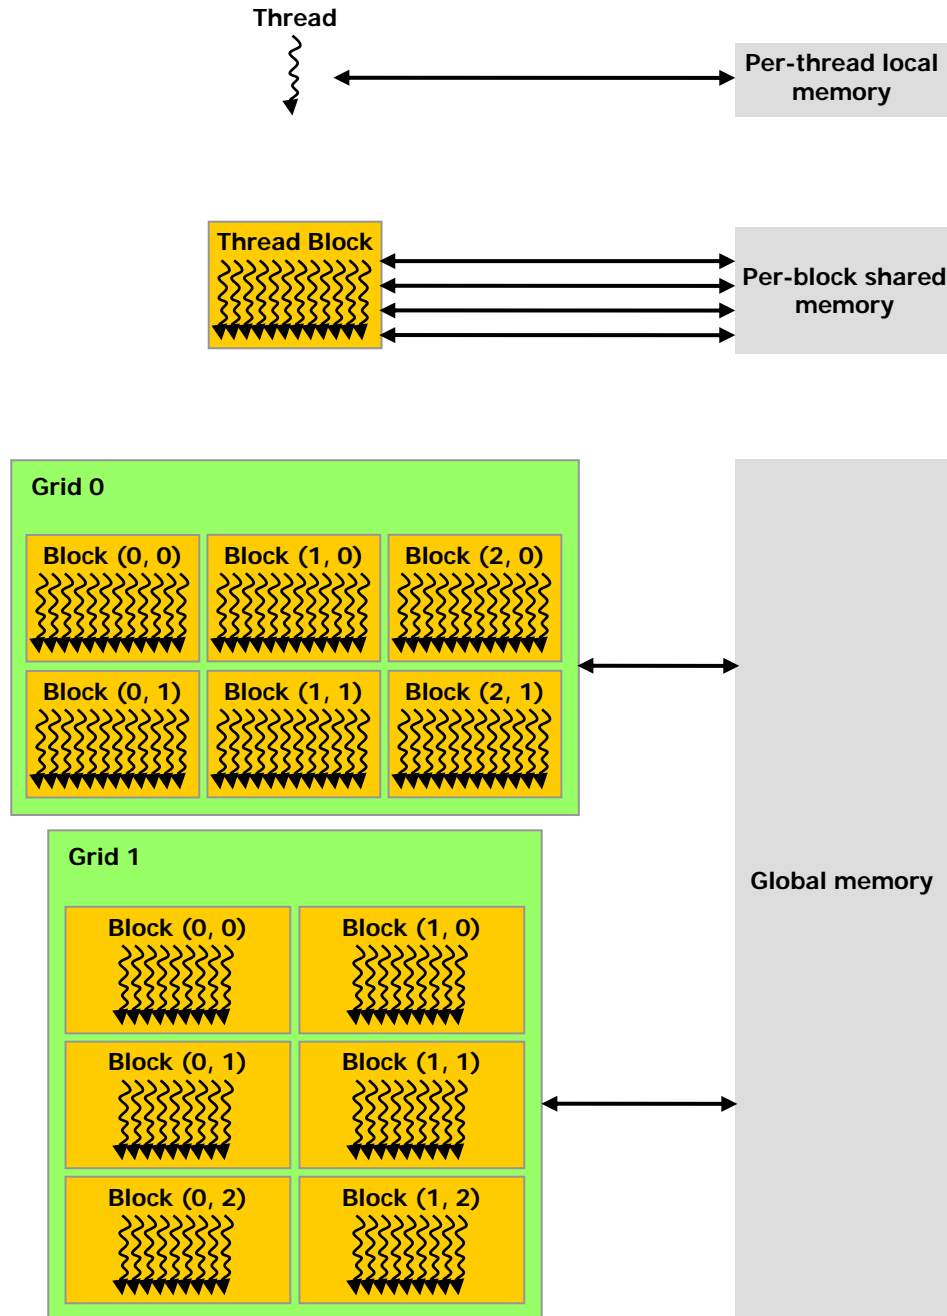 Thread
Per-thread local
memory
Thread Block
Per-block shared
memory
Grid 0
Block (0, 0)
Block (1, 0)
Block (2, 0)
Block (0, 1)
Block (1, 1)
Block (2, 1)
Grid 1
Global memory
Block (0, 0)
Block (1, 0)
Block (0, 1)
Block (1, 1)
Block (0, 2)
Block (1, 2)